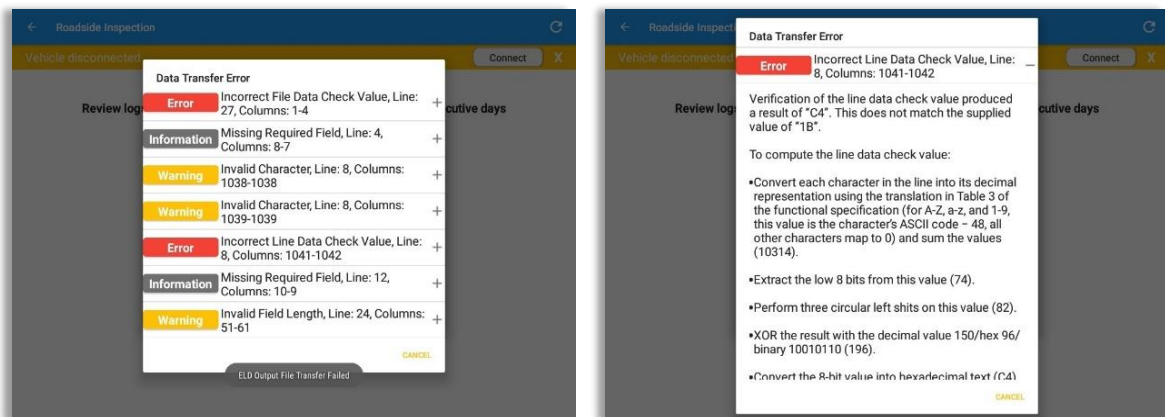 Roadside Inspection
Vehicle disconnected
Connect
X
Review logs
cutive days
Data Transfer Error
Error
Incorrect File Data Check Value, Line:
27, Columns: 1-4
+
Information
Missing Required Field, Line: 4,
Columns: 8-7
+
Warning
Invalid Character, Line: 8, Columns:
1038-1038
+
Warning
Invalid Character, Line: 8, Columns:
1039-1039
+
Error
Incorrect Line Data Check Value, Line:
8, Columns: 1041-1042
+
Information
Missing Required Field, Line: 12,
Columns: 10-9
+
Warning
Invalid Field Length, Line: 24, Columns:
51-61
+
CANCEL
ELD Output File Transfer Failed
Roadside Inspect
Vehicle disconnected
Connect
X
Review logs
cutive days
Data Transfer Error
Error
Incorrect Line Data Check Value, Line:
8, Columns: 1041-1042
–
Verification of the line data check value produced
a result of "C4". This does not match the supplied
value of "1B".
To compute the line data check value:
•Convert each character in the line into its decimal
representation using the translation in Table 3 of
the functional specification (for A-Z, a-z, and 1-9,
this value is the character's ASCII code – 48, all
other characters map to 0) and sum the values
(10314).
•Extract the low 8 bits from this value (74).
•Perform three circular left shits on this value (82).
•XOR the result with the decimal value 150/hex 96/
binary 10010110 (196).
•Convert the 8-bit value into hexadecimal text (C4)
CANCEL